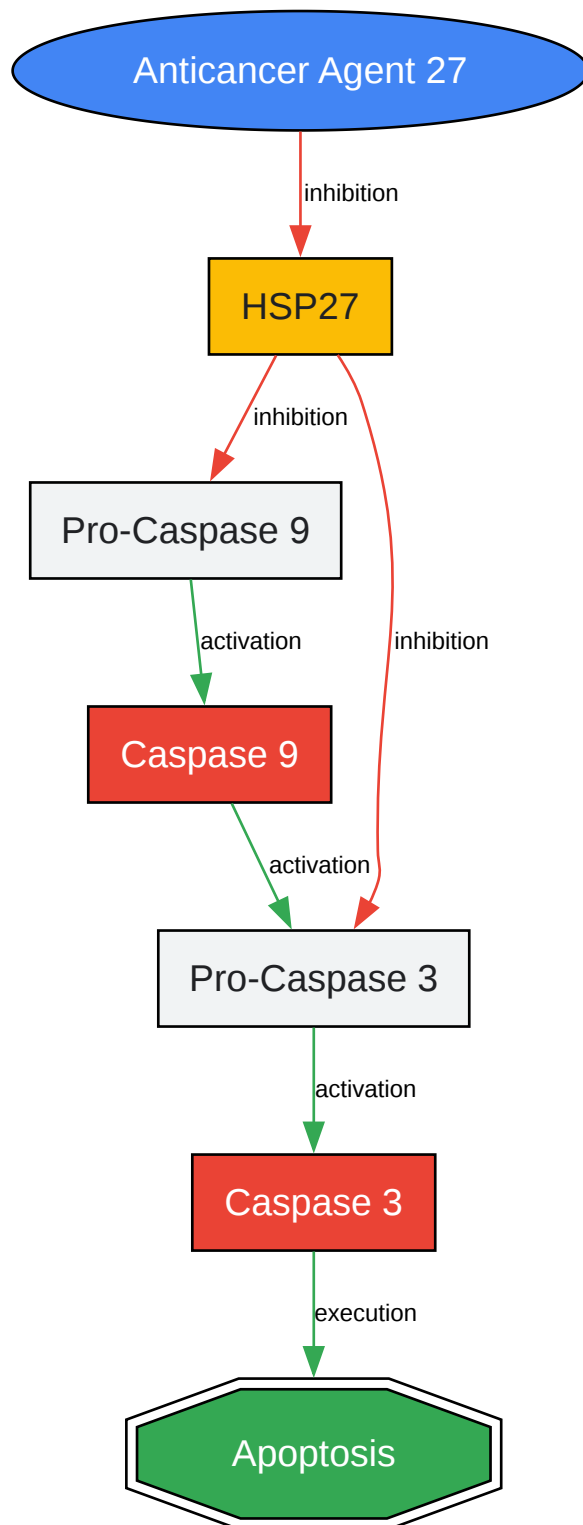 Anticancer Agent 27
inhibition
HSP27
inhibition
Pro-Caspase 9
activation
inhibition
Caspase 9
activation
Pro-Caspase 3
activation
Caspase 3
execution
Apoptosis